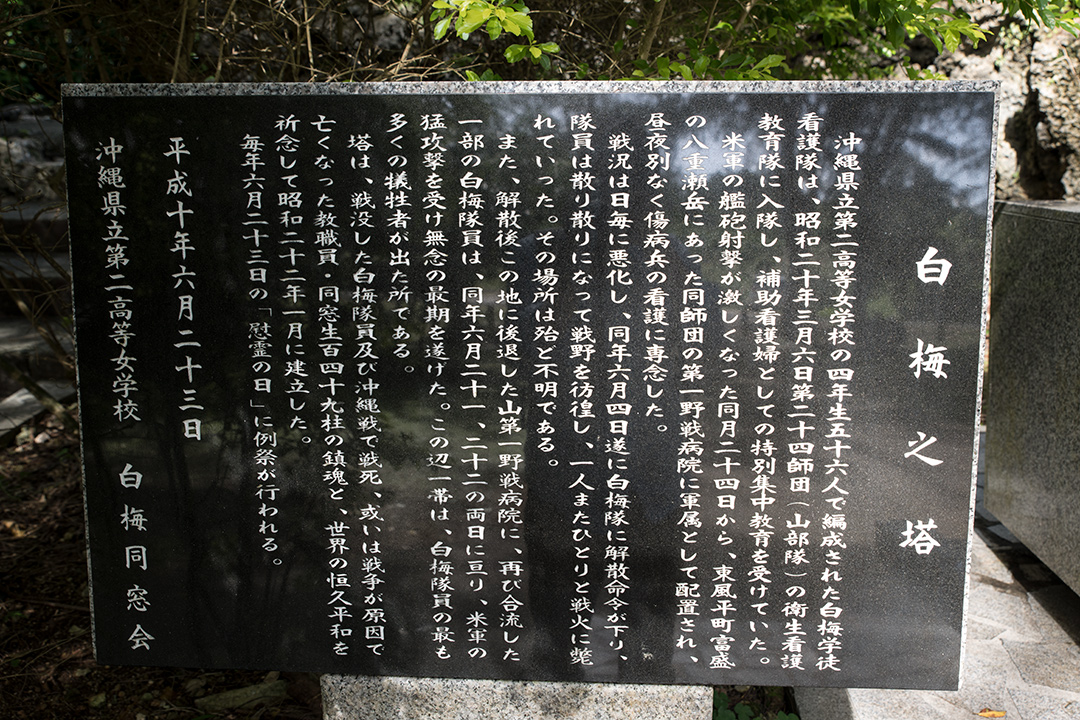 白梅之塔
沖縄県立第二高等女学校の四年生五十六人で編成された白梅学徒
看護隊は、昭和二十年三月六日第二十四師団（山部隊）の衛生看護
教育隊に入隊し、補助看護婦としての特別集中教育を受けていた。
米軍の艦砲射撃が激しくなった同月二十四日から、東風平町富盛
の八重瀬岳にあった同師団の第一野戦病院に軍属として配置され、
昼夜別なく傷病兵の看護に専念した。
戦況は日毎に悪化し、同年六月四日遂に白梅隊に解散命令が下り、
隊員は散り散りになって戦野を彷徨し、一人またひとりと戦火に斃
れていった。その場所は殆ど不明である。
また、解散後この地に後退した山第一野戦病院に、再び合流した
一部の白梅隊員は、同年六月二十一、二十二の両日に亘り、米軍の
猛攻撃を受け無念の最期を遂げた。この辺一帯は、白梅隊員の最も
多くの犠牲者が出た所である。
塔は、戦没した白梅隊員及び沖縄戦で戦死、或いは戦争が原因で
亡くなった教職員・同窓生百四十九柱の鎮魂と、世界の恒久平和を
祈念して昭和二十二年一月に建立した。
毎年六月二十三日の「慰霊の日」に例祭が行われる。
平成十年六月二十三日
沖縄県立第二高等女学校　白梅同窓会